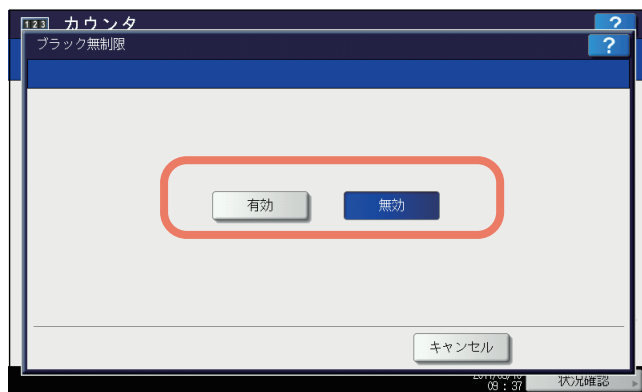 123 カウンタ ?
ブラック無制限 ?
有効 無効
キャンセル
09 : 37 状況確認